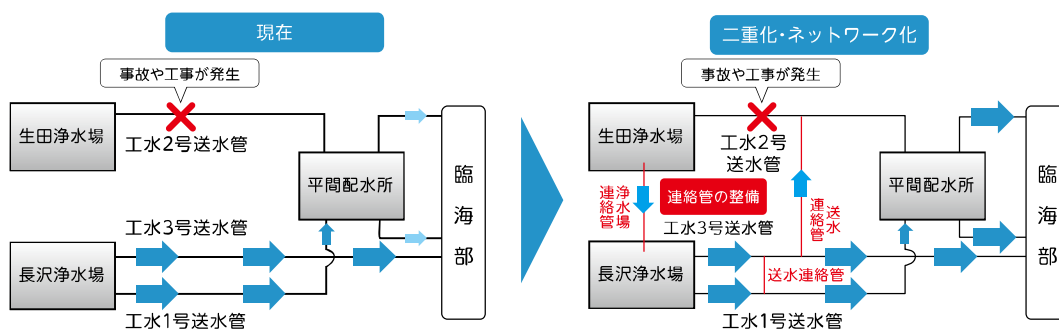 現在
事故や工事が発生
生田浄水場
工水2号送水管
平間配水所
臨海部
工水3号送水管
長沢浄水場
工水1号送水管
二重化・ネットワーク化
事故や工事が発生
生田浄水場
工水2号
送水管
平間配水所
臨海部
浄水場
連絡管
連絡管の整備
送水
連絡管
工水3号送水管
長沢浄水場
送水連絡管
工水1号送水管